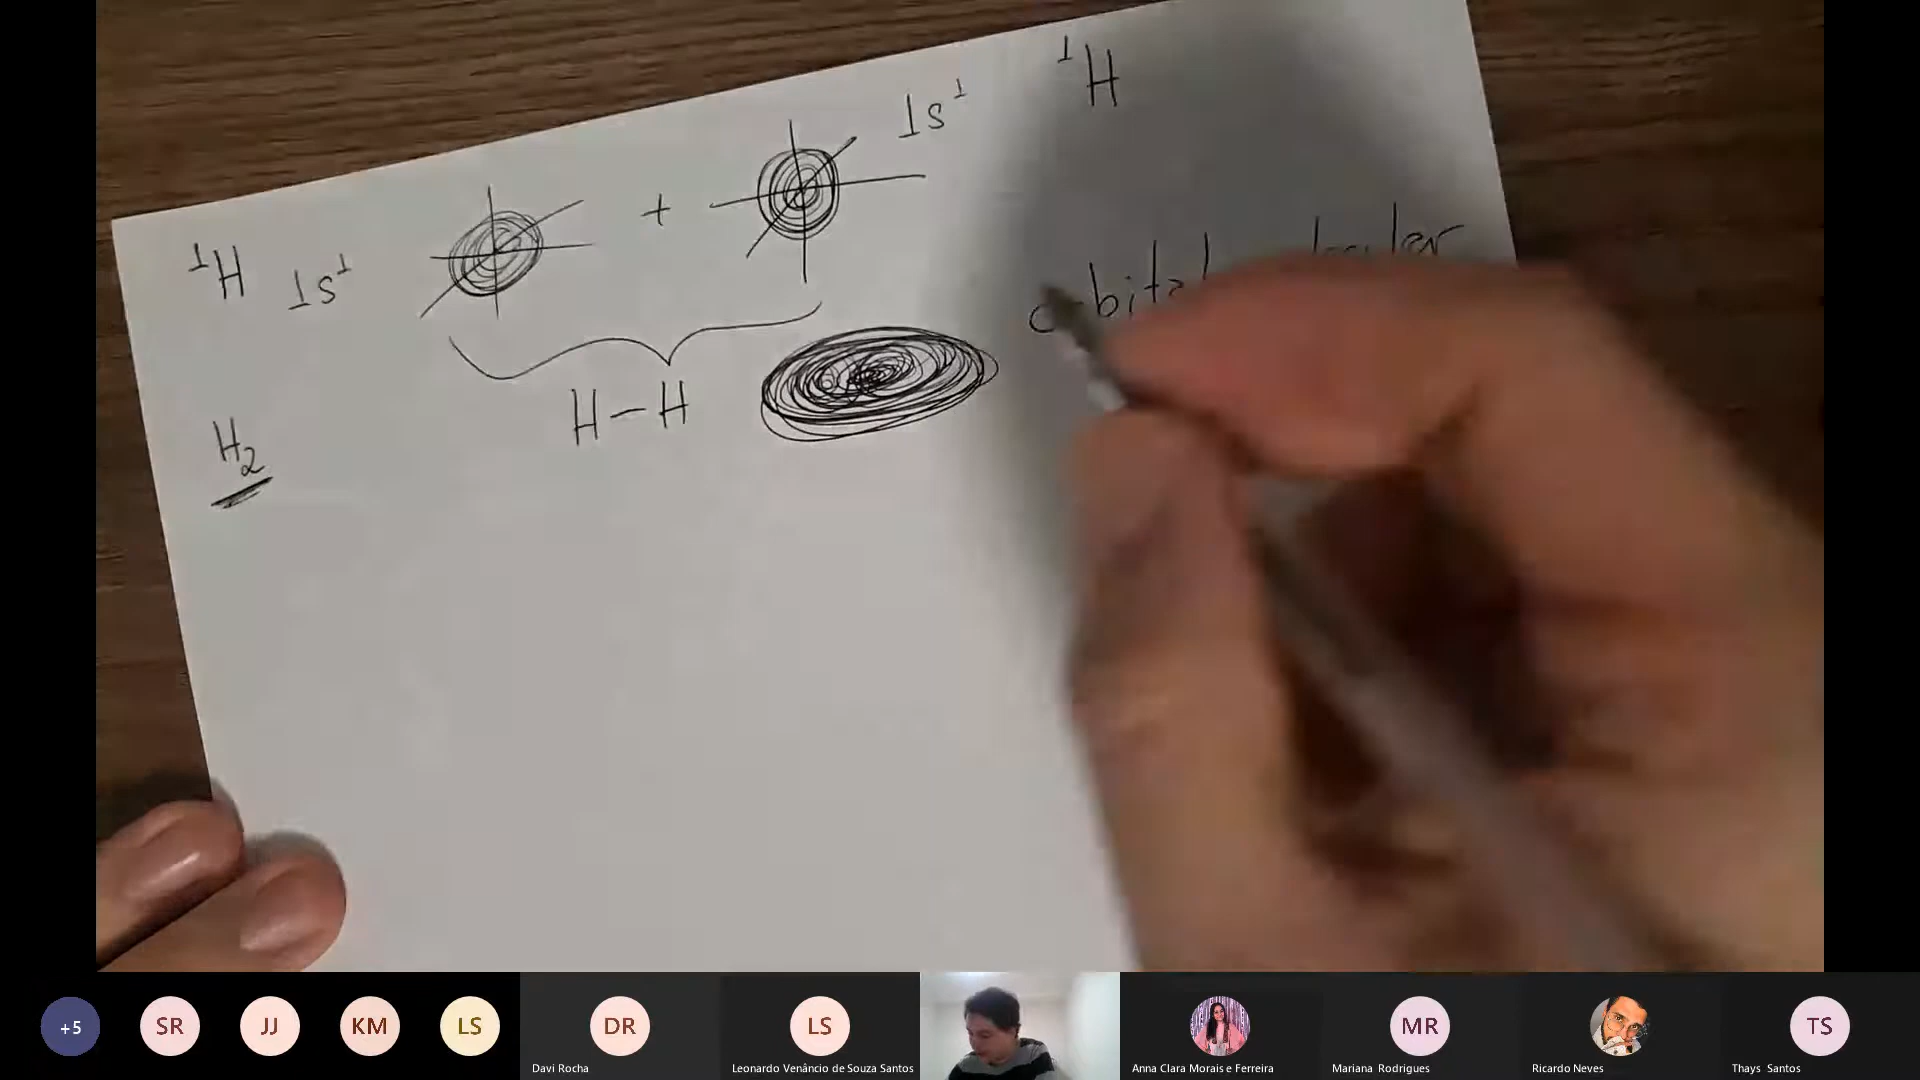 ¹H
1s¹
¹H 1s¹ +
orbital
H-H
H₂
+5 SR JJ KM LS DR LS MR TS
Davi Rocha Leonardo Venâncio de Souza Santos Anna Clara Morais e Ferreira Mariana Rodrigues Ricardo Neves Thays Santos